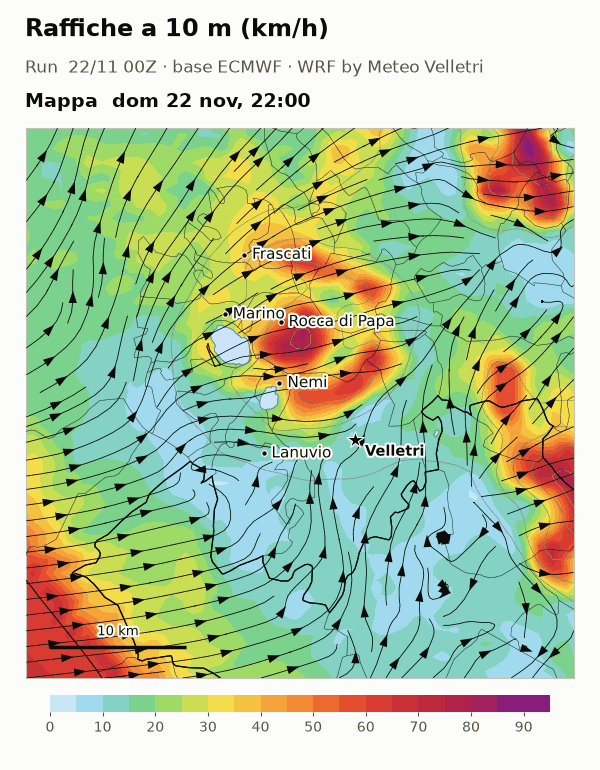 Raffiche a 10 m (km/h)
Run  22/11 00Z · base ECMWF · WRF by Meteo Velletri
Mappa  dom 22 nov, 22:00
Frascati
Marino
Rocca di Papa
Nemi
Velletri
Lanuvio
10 km
0 10 20 30 40 50 60 70 80 90